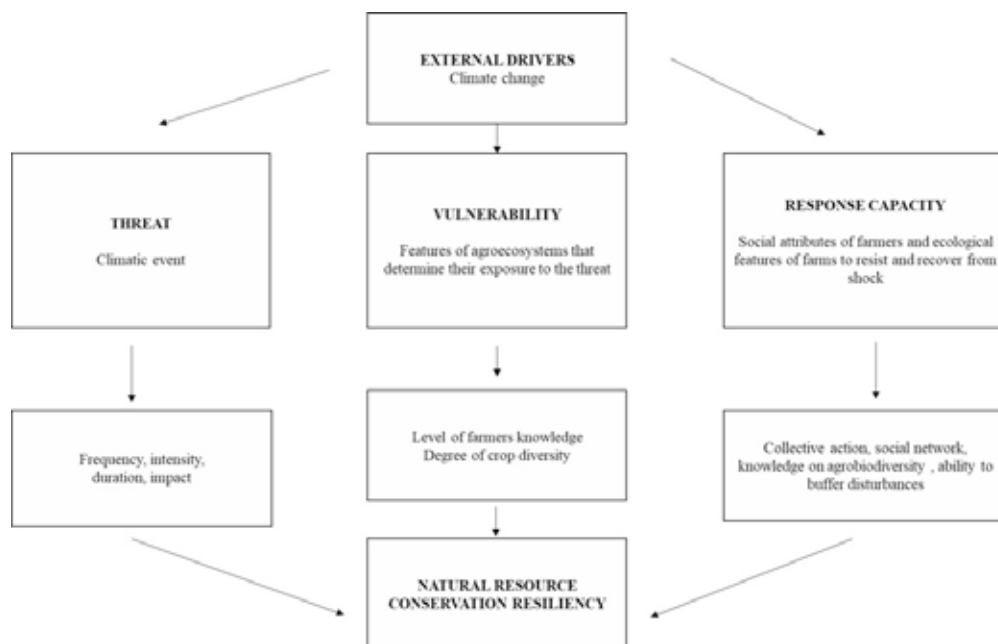 EXTERNAL DRIVERS
Climate change
THREAT
Climatic event
VULNERABILITY
Features of agroecosystems that
determine their exposure to the threat
RESPONSE CAPACITY
Social attributes of farmers and ecological
features of farms to resist and recover from
shock
Frequency, intensity,
duration, impact
Level of farmers knowledge
Degree of crop diversity
Collective action, social network,
knowledge on agrobiodiversity , ability to
buffer disturbances
NATURAL RESOURCE
CONSERVATION RESILIENCY